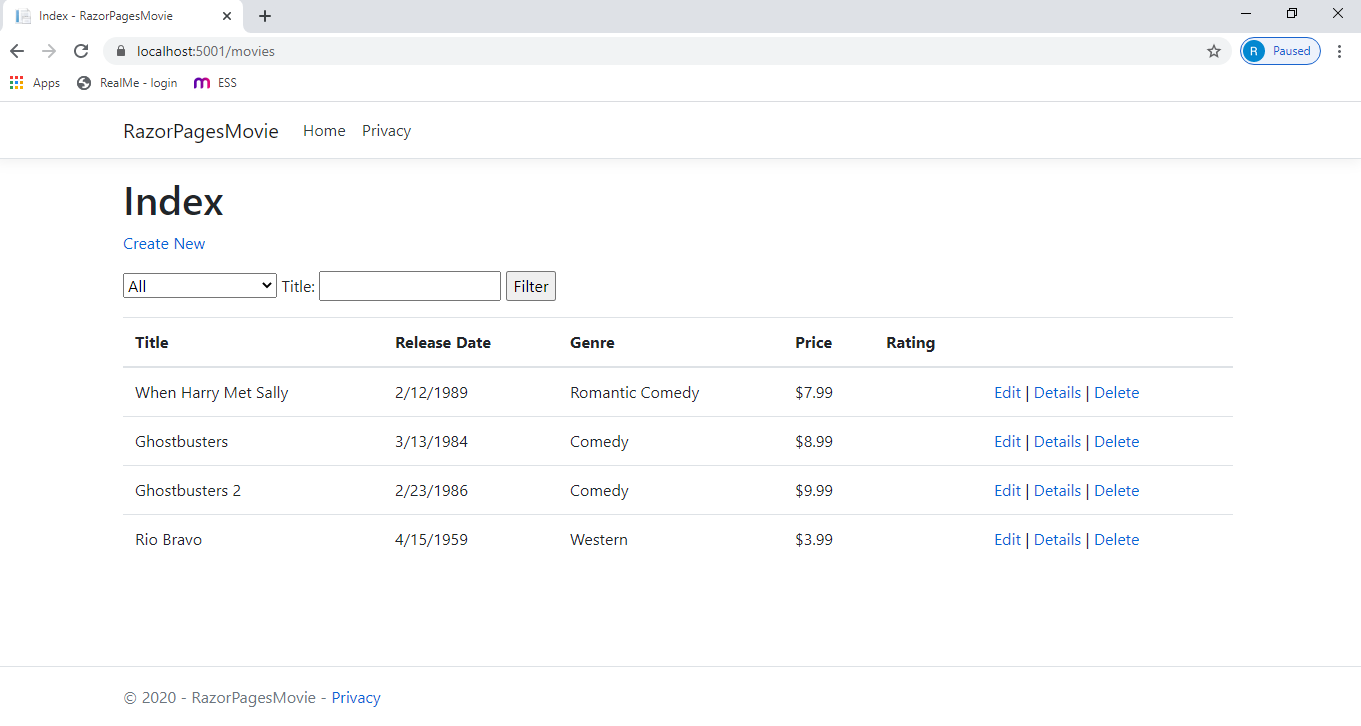 Index - RazorPagesMovie
localhost:5001/movies
R Paused
Apps RealMe - login m ESS
RazorPagesMovie Home Privacy
Index
Create New
All Title: Filter
Title Release Date Genre Price Rating
When Harry Met Sally 2/12/1989 Romantic Comedy $7.99 Edit | Details | Delete
Ghostbusters 3/13/1984 Comedy $8.99 Edit | Details | Delete
Ghostbusters 2 2/23/1986 Comedy $9.99 Edit | Details | Delete
Rio Bravo 4/15/1959 Western $3.99 Edit | Details | Delete
© 2020 - RazorPagesMovie - Privacy